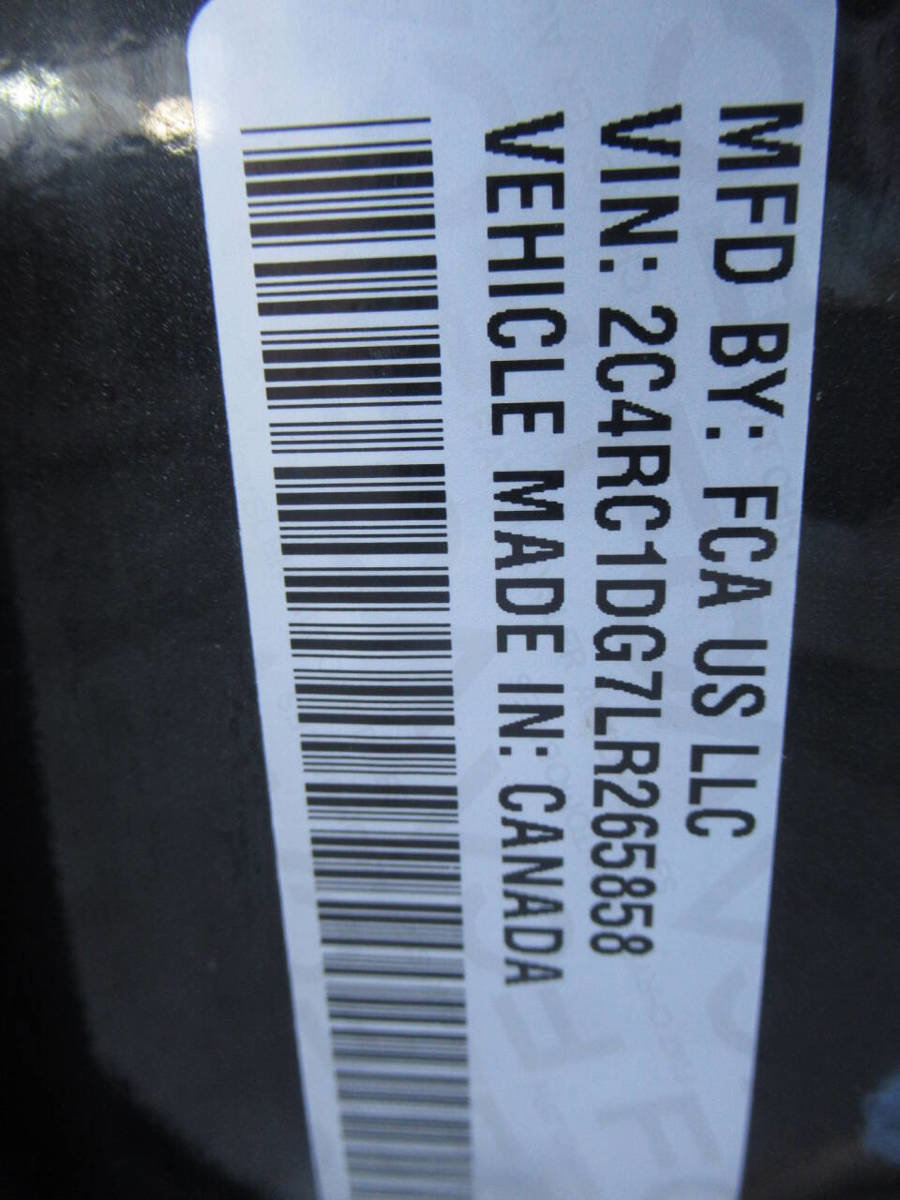 MFD BY: FCA US LLC
VIN: 2C4RC1DG7LR265858
VEHICLE MADE IN: CANADA